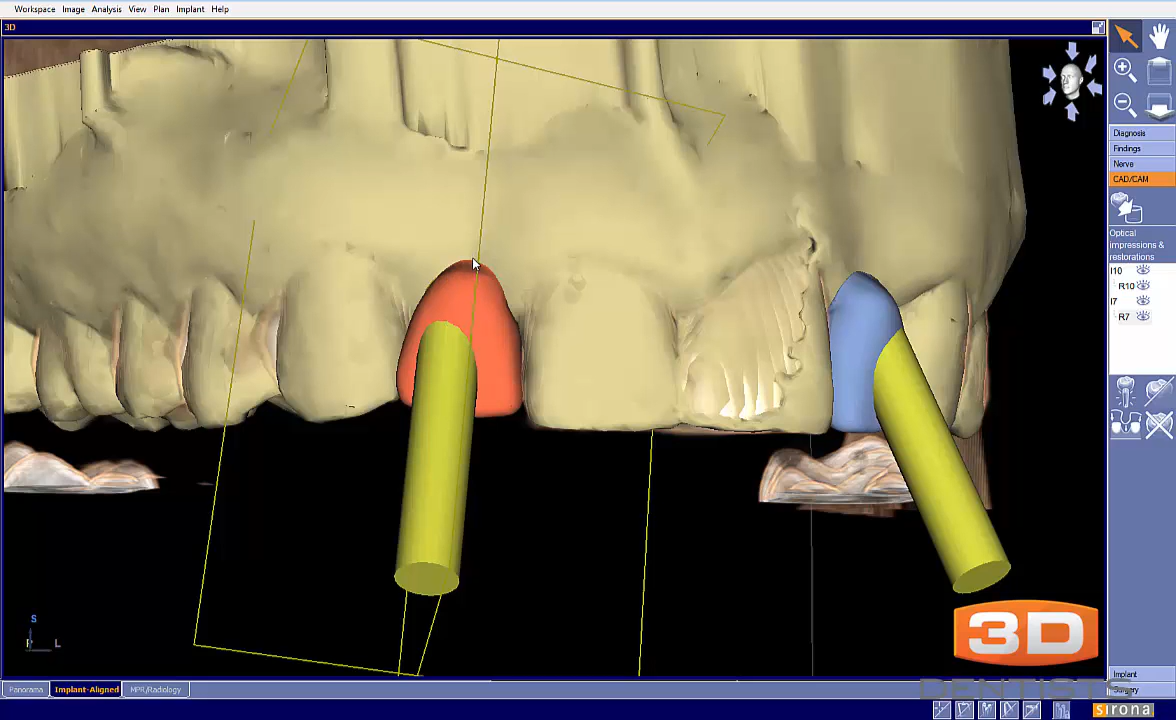 Workspace Image Analysis View Plan Implant Help
3D
Diagnosis
Findings
Nerve
CAD/CAM
Optical
impressions &
restorations
I10
R10
I7
R7
S
L
3D
DENTISTS
Implant
Surgery
Panorama Implant-Aligned MPR/Radiology
sirona